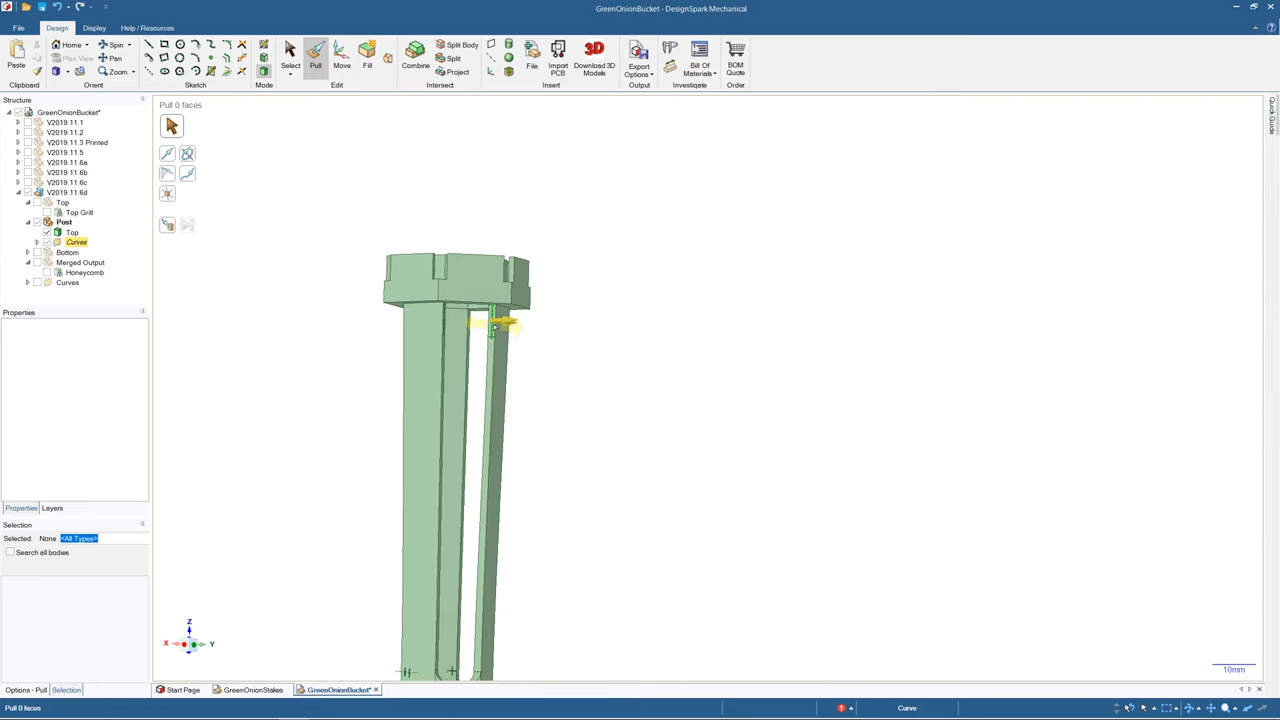 GreenOnionBucket - DesignSpark Mechanical
File Design Display Help / Resources
Paste
Home Spin
Plan View Pan
Zoom
Select Pull Move Fill
Combine
Split Body
Split
Project
File Import PCB Download 3D Models
3D
Export Options
Bill Of Materials
BOM Quote
Clipboard Orient Sketch Mode Edit Intersect Insert Output Investigate
Structure
Pull 0 faces
Quick Guide
GreenOnionBucket*
V2019.11.1
V2019.11.2
V2019.11.3 Printed
V2019.11.5
V2019.11.6a
V2019.11.6b
V2019.11.6c
V2019.11.6d
Top
Top Grill
Post
Top
Curves
Bottom
Merged Output
Honeycomb
Curves
Properties
Properties Layers
Selection
Selected: None <All Types>
Search all bodies
Z
X Y
10mm
Options - Pull Selection
Start Page GreenOnionStakes GreenOnionBucket*
Pull 0 faces
Curve